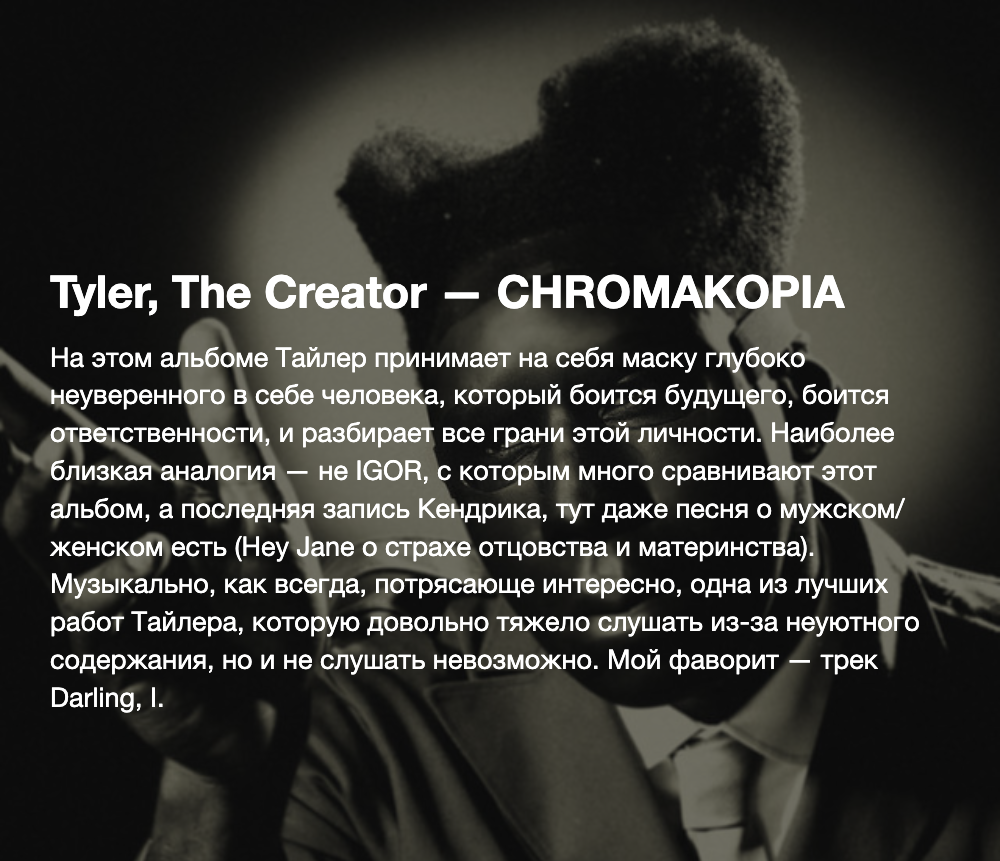 Tyler, The Creator — CHROMAKOPIA
На этом альбоме Тайлер принимает на себя маску глубоко
неуверенного в себе человека, который боится будущего, боится
ответственности, и разбирает все грани этой личности. Наиболее
близкая аналогия — не IGOR, с которым много сравнивают этот
альбом, а последняя запись Кендрика, тут даже песня о мужском/
женском есть (Hey Jane о страхе отцовства и материнства).
Музыкально, как всегда, потрясающе интересно, одна из лучших
работ Тайлера, которую довольно тяжело слушать из-за неуютного
содержания, но и не слушать невозможно. Мой фаворит — трек
Darling, I.